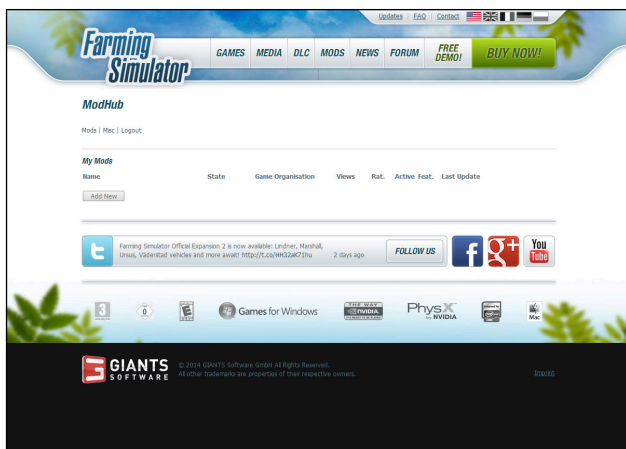 Updates | FAQ | Contact
Farming Simulator
GAMES MEDIA DLC MODS NEWS FORUM FREE DEMO! BUY NOW!
ModHub
Mods | Misc | Logout
My Mods
Name State Game Organisation Views Rat. Active Feat. Last Update
Add New
Farming Simulator Official Expansion 2 is now available: Lindner, Marshall,
Ursus, Väderstad vehicles and more await! http://t.co/HH32aK71hu 2 days ago
FOLLOW US
f g+ You Tube
3 0 E Games for Windows THE WAY NVIDIA PhysX by NVIDIA Mac
GIANTS SOFTWARE
© 2014 GIANTS Software GmbH All Rights Reserved.
All other trademarks are properties of their respective owners.
Imprint